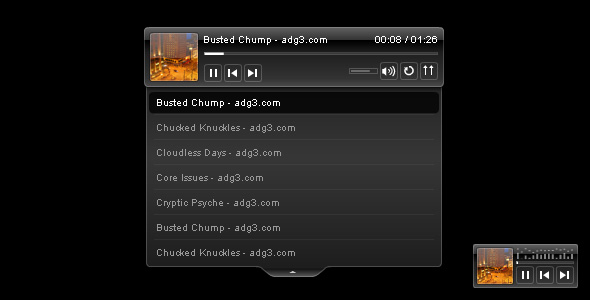 Busted Chump - adg3.com 00:08 / 01:26
Busted Chump - adg3.com
Chucked Knuckles - adg3.com
Cloudless Days - adg3.com
Core Issues - adg3.com
Cryptic Psyche - adg3.com
Busted Chump - adg3.com
Chucked Knuckles - adg3.com